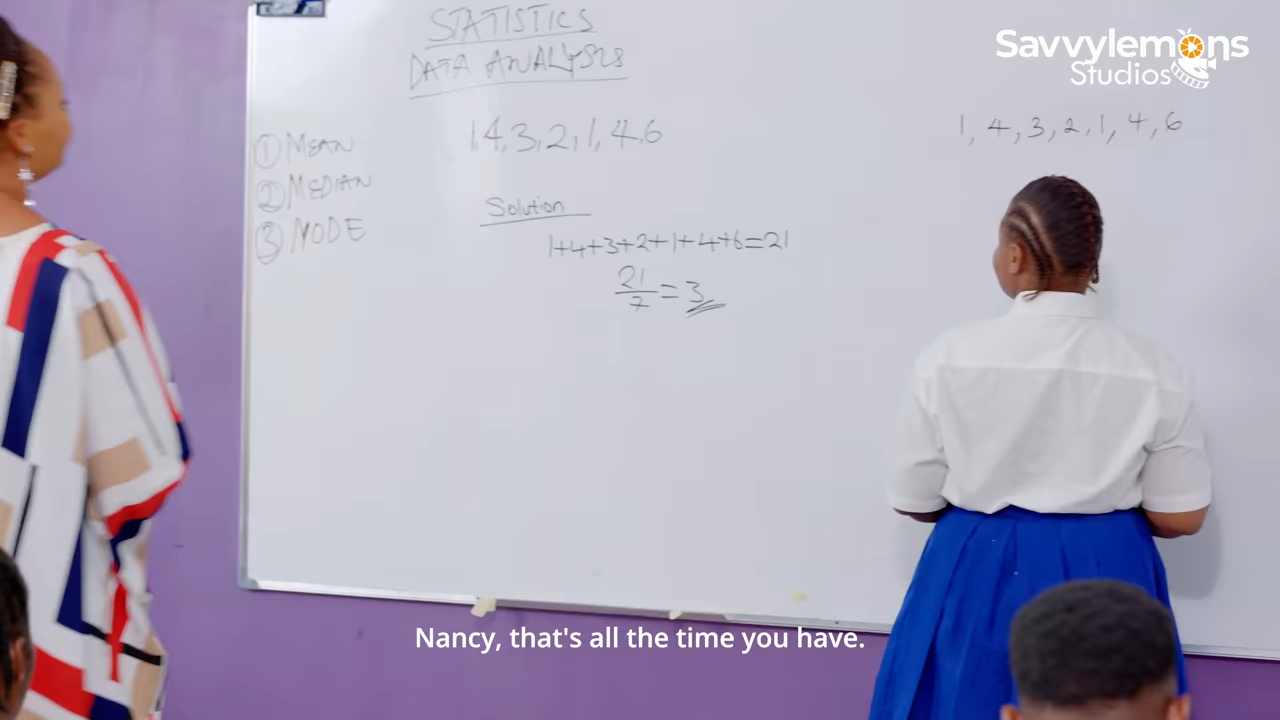 STATISTICS
DATA ANALYSIS
① MEAN
② MEDIAN
③ MODE
1,4,3,2,1,4,6
Solution
1+4+3+2+1+4+6=21
21/7=3
1, 4, 3, 2, 1, 4, 6
Savvylemons
Studios
Nancy, that's all the time you have.